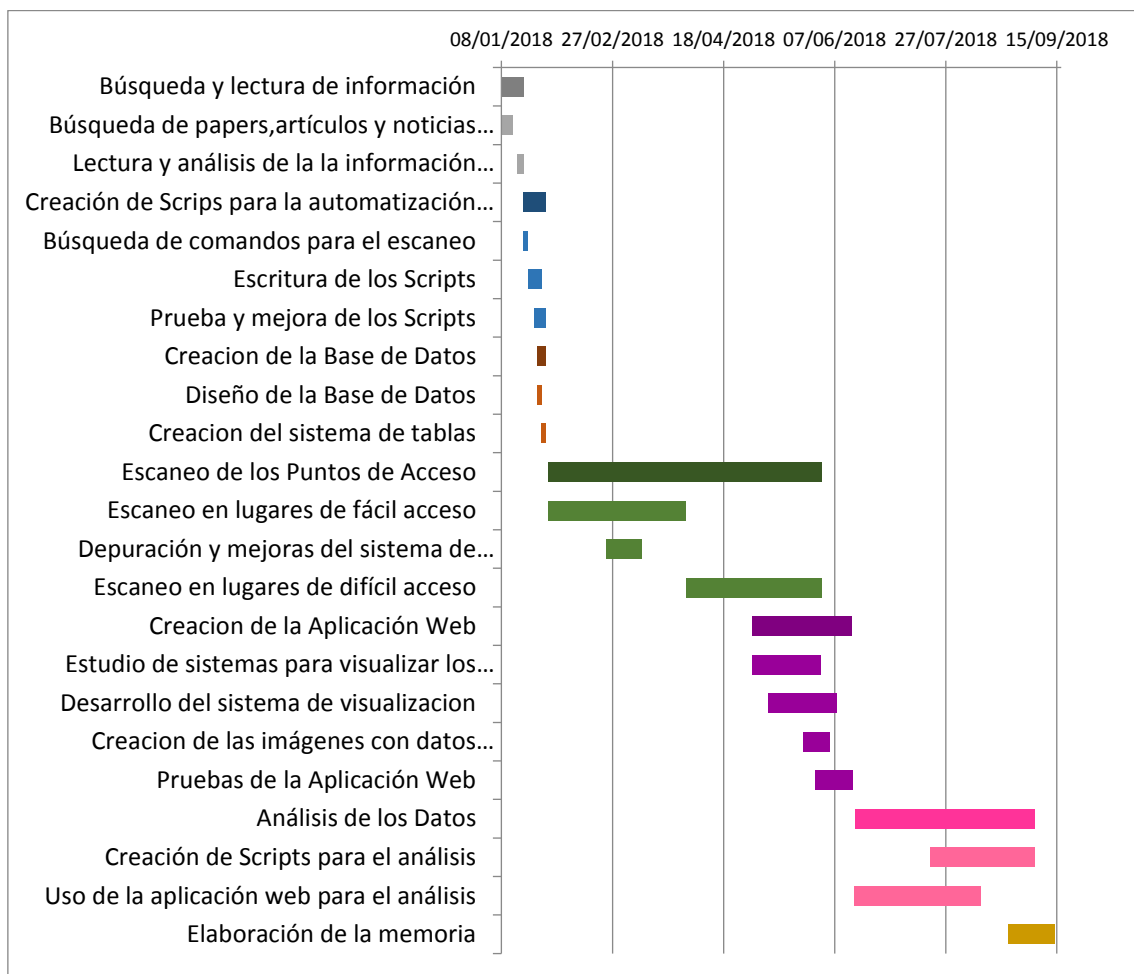 08/01/2018 27/02/2018 18/04/2018 07/06/2018 27/07/2018 15/09/2018
Búsqueda y lectura de información
Búsqueda de papers,artículos y noticias...
Lectura y análisis de la la información...
Creación de Scrips para la automatización...
Búsqueda de comandos para el escaneo
Escritura de los Scripts
Prueba y mejora de los Scripts
Creacion de la Base de Datos
Diseño de la Base de Datos
Creacion del sistema de tablas
Escaneo de los Puntos de Acceso
Escaneo en lugares de fácil acceso
Depuración y mejoras del sistema de...
Escaneo en lugares de difícil acceso
Creacion de la Aplicación Web
Estudio de sistemas para visualizar los...
Desarrollo del sistema de visualizacion
Creacion de las imágenes con datos...
Pruebas de la Aplicación Web
Análisis de los Datos
Creación de Scripts para el análisis
Uso de la aplicación web para el análisis
Elaboración de la memoria